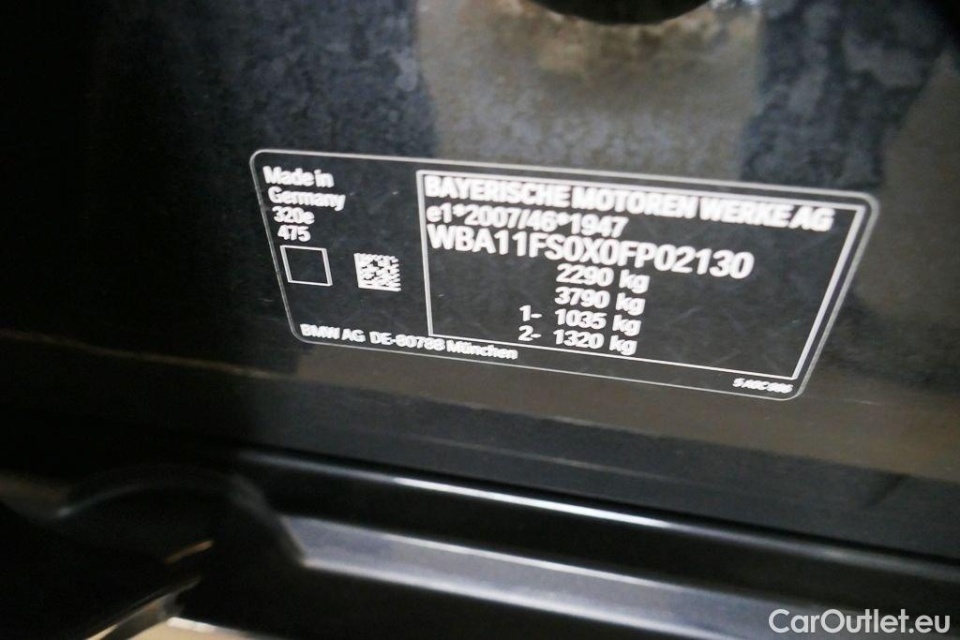 Made in
Germany
320e
475
BMW AG DE-80788 München
BAYERISCHE MOTOREN WERKE AG
e1*2007/46*1947
WBA11FS0X0FP02130
2290 kg
3790 kg
1- 1035 kg
2- 1320 kg
CarOutlet.eu